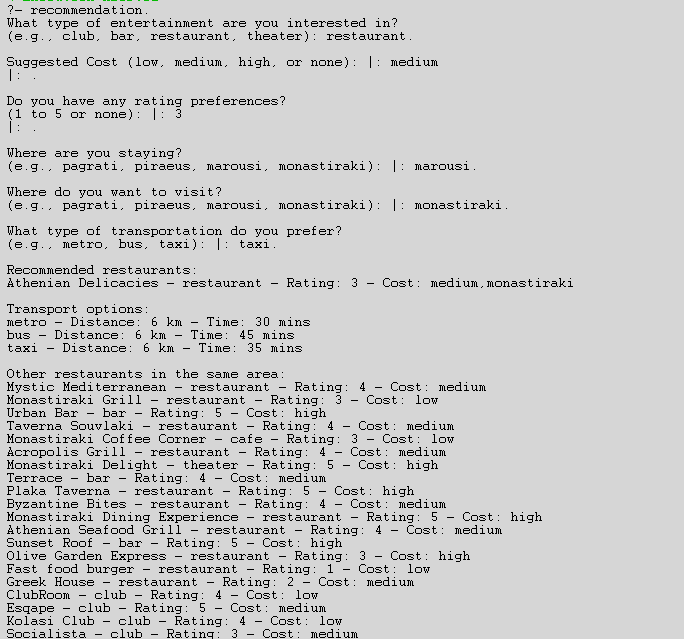 ?- recommendation.
What type of entertainment are you interested in?
(e.g., club, bar, restaurant, theater): restaurant.
Suggested Cost (low, medium, high, or none): |: medium
|: .
Do you have any rating preferences?
(1 to 5 or none): |: 3
|: .
Where are you staying?
(e.g., pagrati, piraeus, marousi, monastiraki): |: marousi.
Where do you want to visit?
(e.g., pagrati, piraeus, marousi, monastiraki): |: monastiraki.
What type of transportation do you prefer?
(e.g., metro, bus, taxi): |: taxi.
Recommended restaurants:
Athenian Delicacies - restaurant - Rating: 3 - Cost: medium,monastiraki
Transport options:
metro - Distance: 6 km - Time: 30 mins
bus - Distance: 6 km - Time: 45 mins
taxi - Distance: 6 km - Time: 35 mins
Other restaurants in the same area:
Mystic Mediterranean - restaurant - Rating: 4 - Cost: medium
Monastiraki Grill - restaurant - Rating: 3 - Cost: low
Urban Bar - bar - Rating: 5 - Cost: high
Taverna Souvlaki - restaurant - Rating: 4 - Cost: medium
Monastiraki Coffee Corner - cafe - Rating: 3 - Cost: low
Acropolis Grill - restaurant - Rating: 4 - Cost: medium
Monastiraki Delight - theater - Rating: 5 - Cost: high
Terrace - bar - Rating: 4 - Cost: medium
Plaka Taverna - restaurant - Rating: 5 - Cost: high
Byzantine Bites - restaurant - Rating: 4 - Cost: medium
Monastiraki Dining Experience - restaurant - Rating: 5 - Cost: high
Athenian Seafood Grill - restaurant - Rating: 4 - Cost: medium
Sunset Roof - bar - Rating: 5 - Cost: high
Olive Garden Express - restaurant - Rating: 3 - Cost: high
Fast food burger - restaurant - Rating: 1 - Cost: low
Greek House - restaurant - Rating: 2 - Cost: medium
ClubRoom - club - Rating: 4 - Cost: low
Esqape - club - Rating: 5 - Cost: medium
Kolasi Club - club - Rating: 4 - Cost: low
Socialista - club - Rating: 3 - Cost: medium